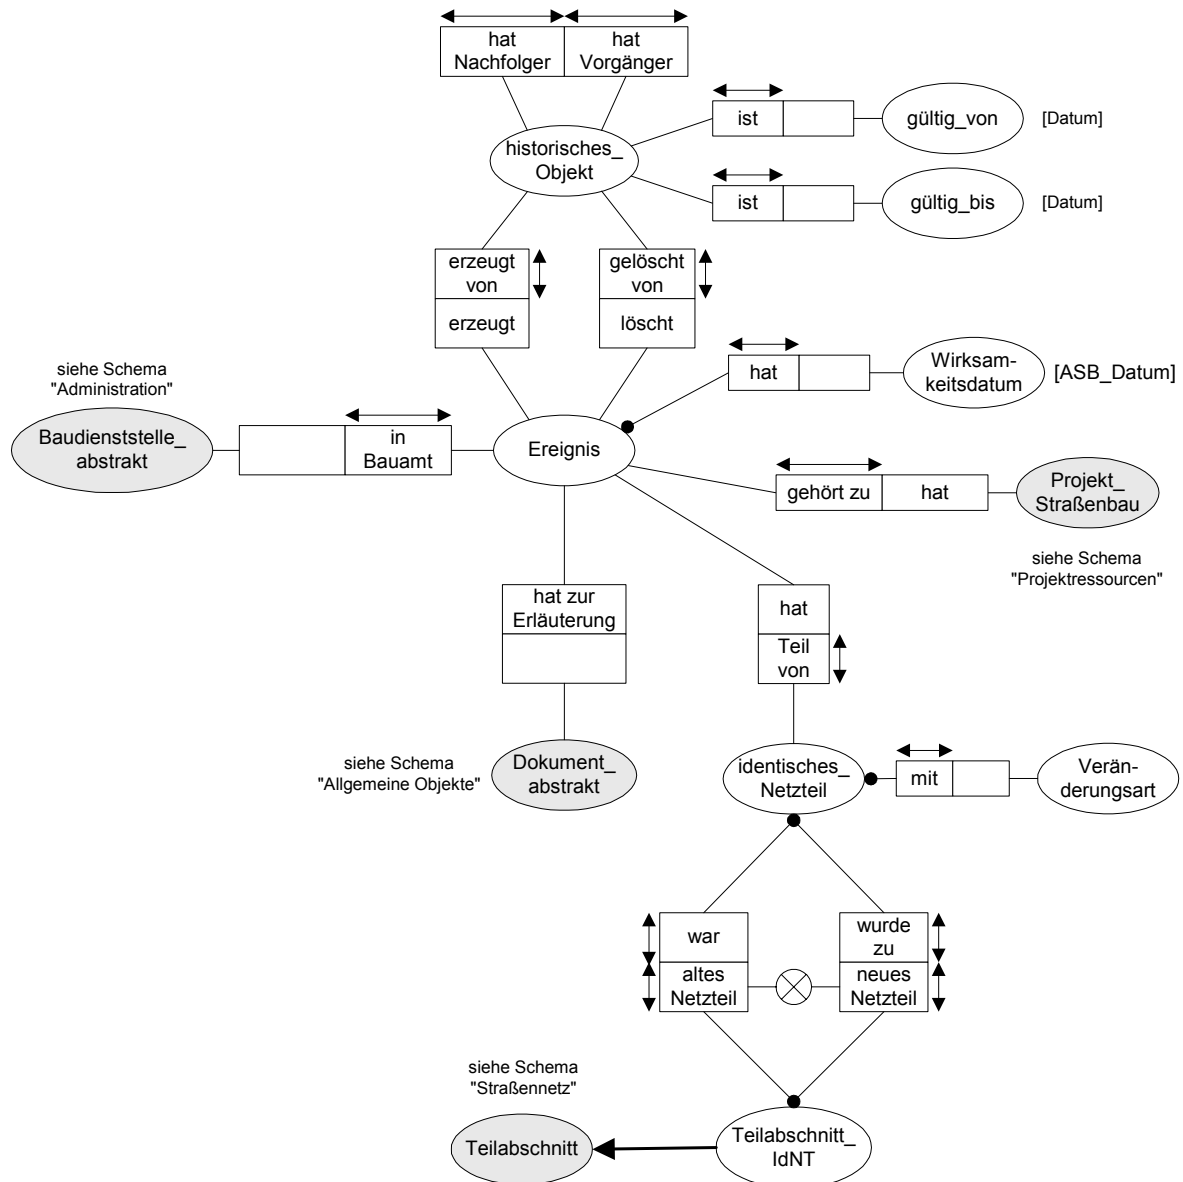 hat
Nachfolger
hat
Vorgänger
ist
gültig_von
[Datum]
historisches_
Objekt
ist
gültig_bis
[Datum]
erzeugt
von
erzeugt
gelöscht
von
löscht
siehe Schema
"Administration"
hat
Wirksam-
keitsdatum
[ASB_Datum]
Baudienststelle_
abstrakt
in
Bauamt
Ereignis
gehört zu
hat
Projekt_
Straßenbau
siehe Schema
"Projektressourcen"
hat zur
Erläuterung
hat
Teil
von
siehe Schema
"Allgemeine Objekte"
Dokument_
abstrakt
identisches_
Netzteil
mit
Verän-
derungsart
war
altes
Netzteil
wurde
zu
neues
Netzteil
siehe Schema
"Straßennetz"
Teilabschnitt
Teilabschnitt_
IdNT